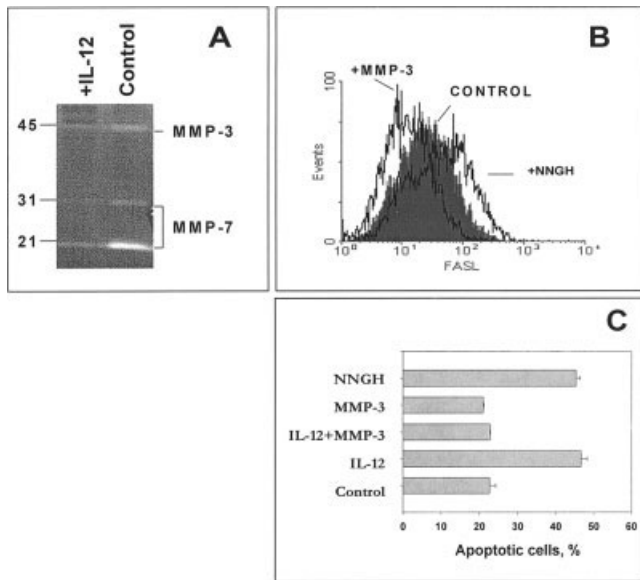 A
+IL-12
Control
45
MMP-3
31
MMP-7
21
B
+MMP-3
CONTROL
+NNGH
100
Events
0
10⁰ 10¹ 10² 10³ 10⁴
FASL
C
NNGH
MMP-3
IL-12+MMP-3
IL-12
Control
0 10 20 30 40 50 60
Apoptotic cells, %